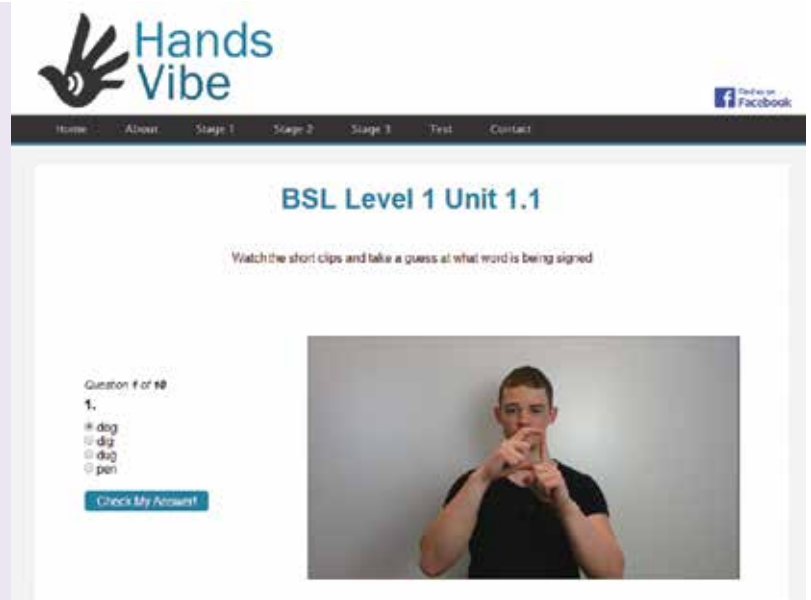 Hands
Vibe
Find us on
Facebook
Home About Stage 1 Stage 2 Stage 3 Test Contact
BSL Level 1 Unit 1.1
Watch the short clips and take a guess at what word is being signed
Question 1 of 10
1.
dog
dig
dug
pen
Check My Answer!